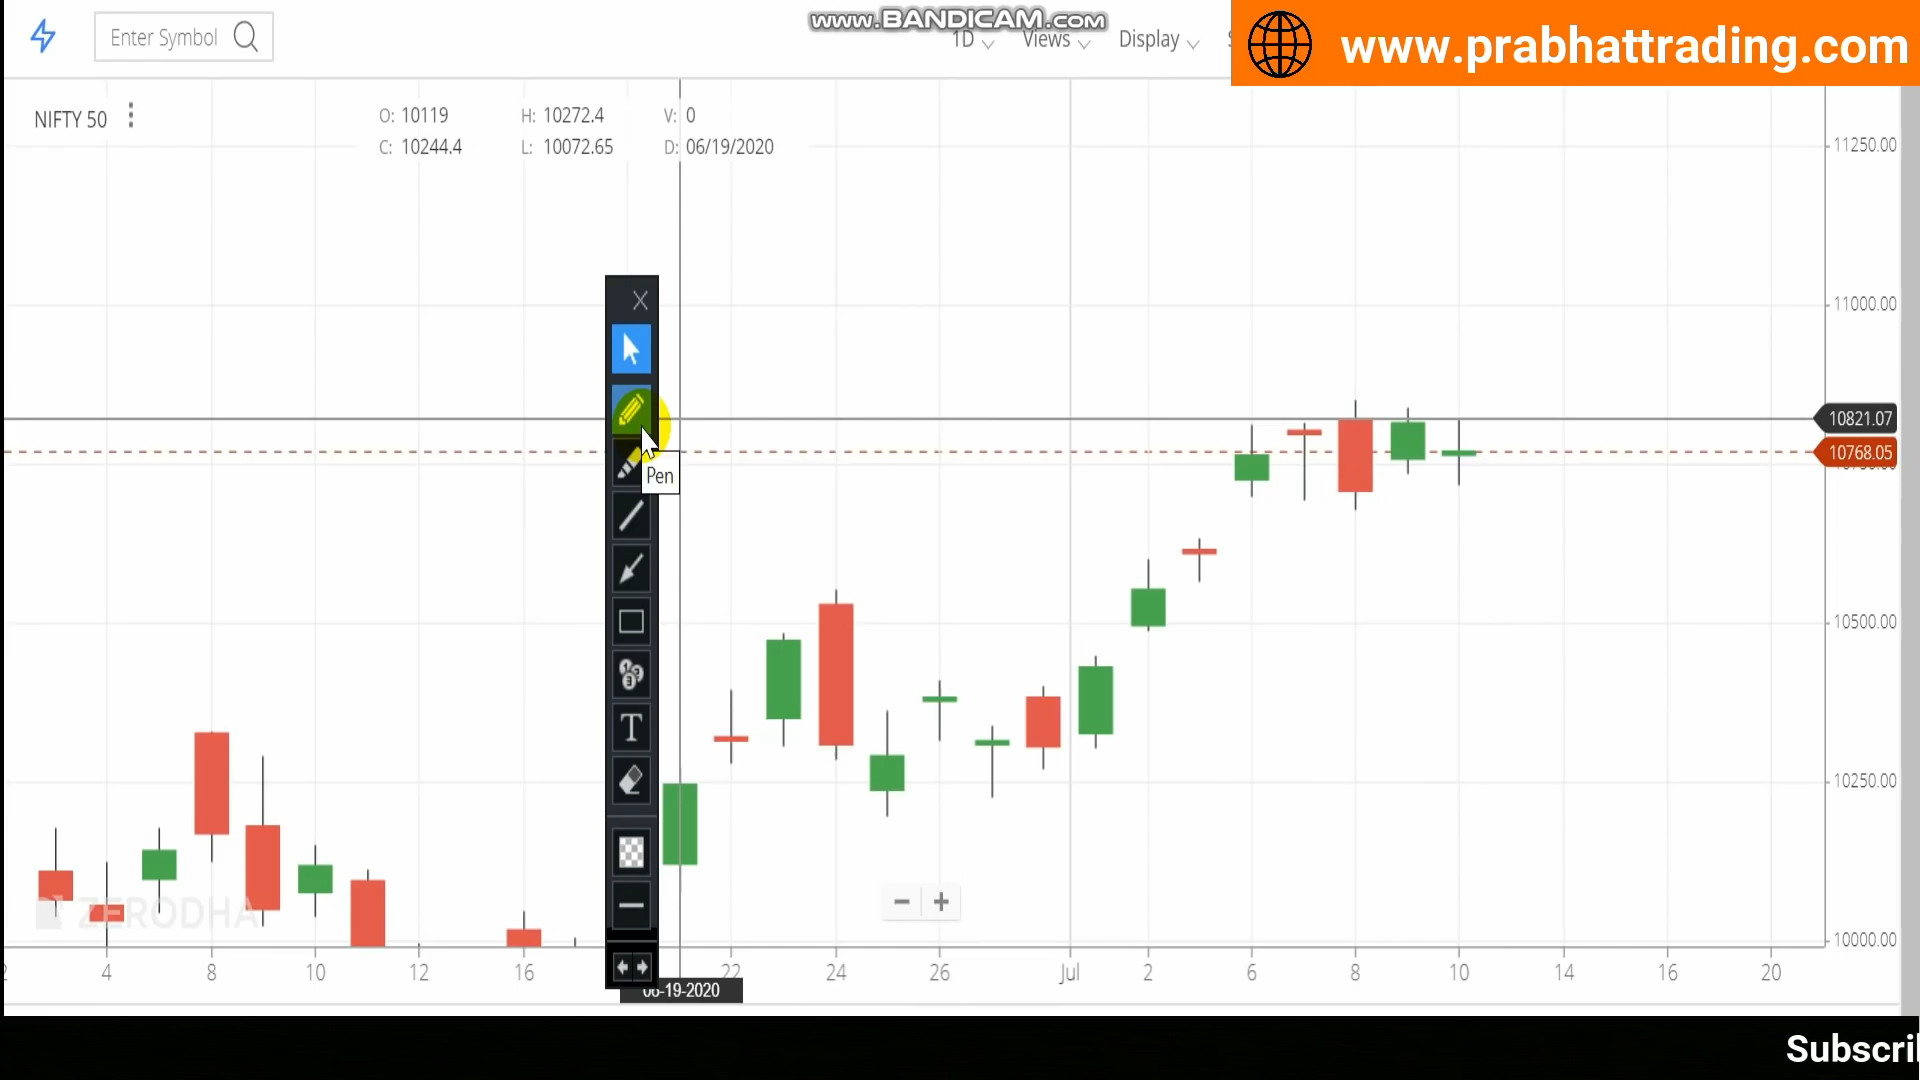 www.BANDICAM.com
www.prabhattrading.com
Enter Symbol
1D
Views
Display
NIFTY 50
O: 10119
H: 10272.4
V: 0
C: 10244.4
L: 10072.65
D: 06/19/2020
11250.00
11000.00
10821.07
10768.05
Pen
T
10500.00
10250.00
ZERODHA
10000.00
4
8
10
12
16
22
24
26
Jul
2
6
8
10
14
16
20
06-19-2020
Subscri